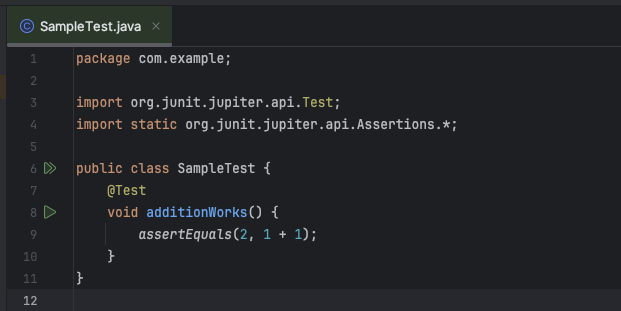 SampleTest.java
1 package com.example;
2
3 import org.junit.jupiter.api.Test;
4 import static org.junit.jupiter.api.Assertions.*;
5
6 public class SampleTest {
7     @Test
8     void additionWorks() {
9         assertEquals(2, 1 + 1);
10     }
11 }
12